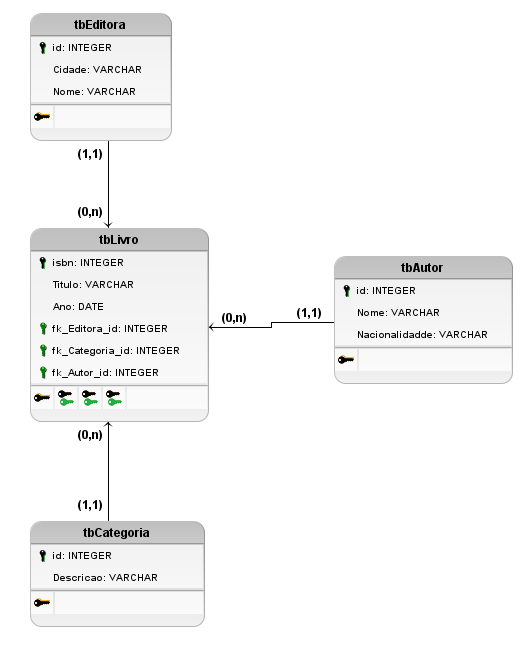 tbEditora
id: INTEGER
Cidade: VARCHAR
Nome: VARCHAR
(1,1)
(0,n)
tbLivro
isbn: INTEGER
Titulo: VARCHAR
Ano: DATE
fk_Editora_id: INTEGER
fk_Categoria_id: INTEGER
fk_Autor_id: INTEGER
(0,n)
(1,1)
tbAutor
id: INTEGER
Nome: VARCHAR
Nacionalidadde: VARCHAR
(0,n)
(1,1)
tbCategoria
id: INTEGER
Descricao: VARCHAR